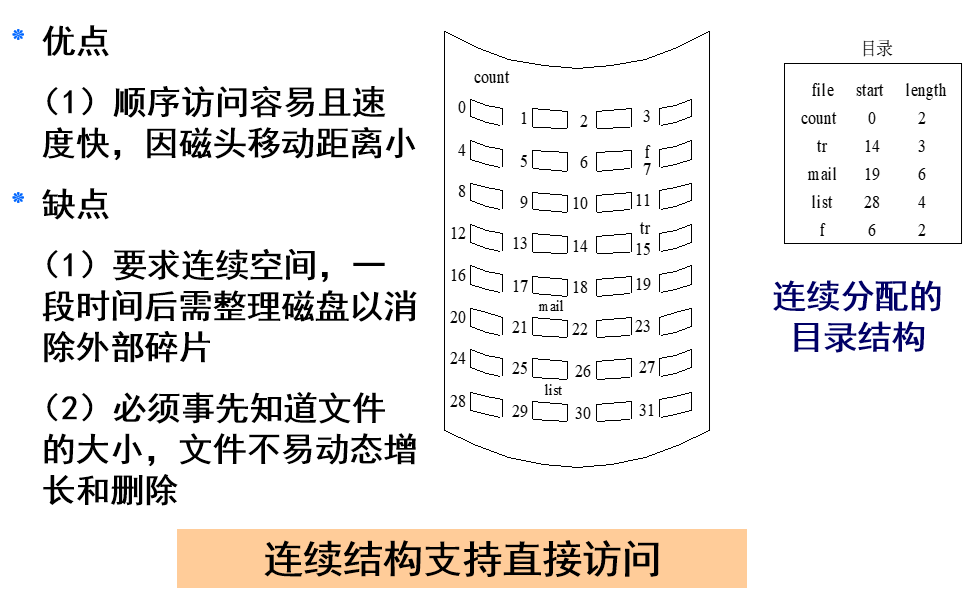 * 优点
（1）顺序访问容易且速
度快，因磁头移动距离小
* 缺点
（1）要求连续空间，一
段时间后需整理磁盘以消
除外部碎片
（2）必须事先知道文件
的大小，文件不易动态增
长和删除
count
0 1 2 3
f
4 5 6 7
8 9 10 11
tr
12 13 14 15
16 17 18 19
mail
20 21 22 23
24 25 26 27
list
28 29 30 31
目录
file start length
count 0 2
tr 14 3
mail 19 6
list 28 4
f 6 2
连续分配的
目录结构
连续结构支持直接访问